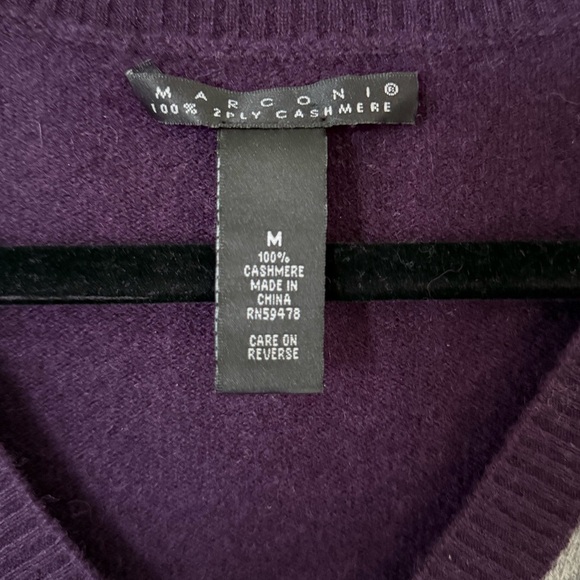 MARCONI®
100% 2PLY CASHMERE
M
100%
CASHMERE
MADE IN
CHINA
RN59478
CARE ON
REVERSE